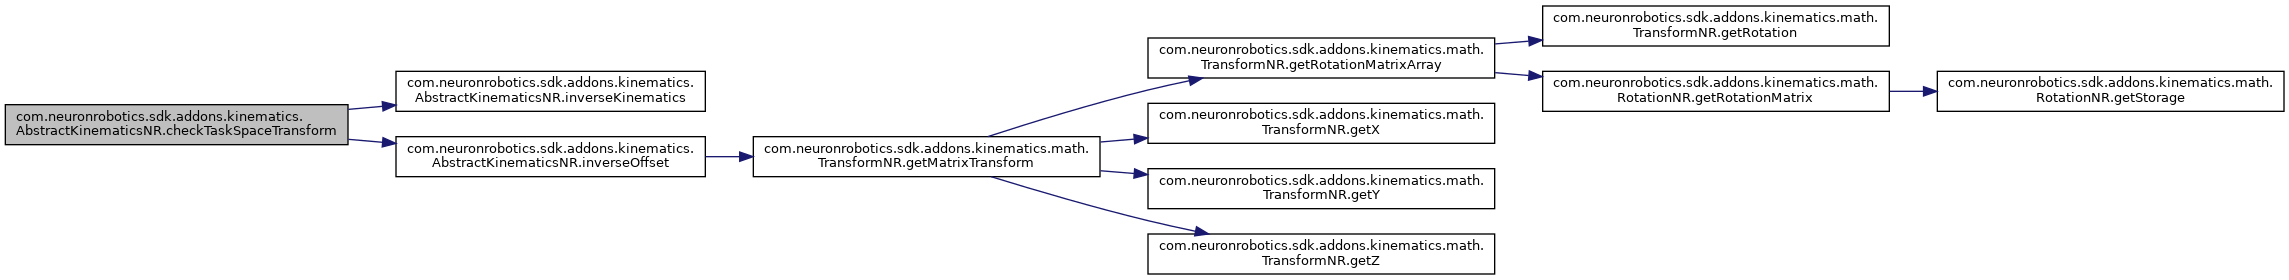 com.neuronrobotics.sdk.addons.kinematics.
AbstractKinematicsNR.checkTaskSpaceTransform
com.neuronrobotics.sdk.addons.kinematics.
AbstractKinematicsNR.inverseKinematics
com.neuronrobotics.sdk.addons.kinematics.
AbstractKinematicsNR.inverseOffset
com.neuronrobotics.sdk.addons.kinematics.math.
TransformNR.getMatrixTransform
com.neuronrobotics.sdk.addons.kinematics.math.
TransformNR.getRotationMatrixArray
com.neuronrobotics.sdk.addons.kinematics.math.
TransformNR.getX
com.neuronrobotics.sdk.addons.kinematics.math.
TransformNR.getY
com.neuronrobotics.sdk.addons.kinematics.math.
TransformNR.getZ
com.neuronrobotics.sdk.addons.kinematics.math.
TransformNR.getRotation
com.neuronrobotics.sdk.addons.kinematics.math.
RotationNR.getRotationMatrix
com.neuronrobotics.sdk.addons.kinematics.math.
RotationNR.getStorage